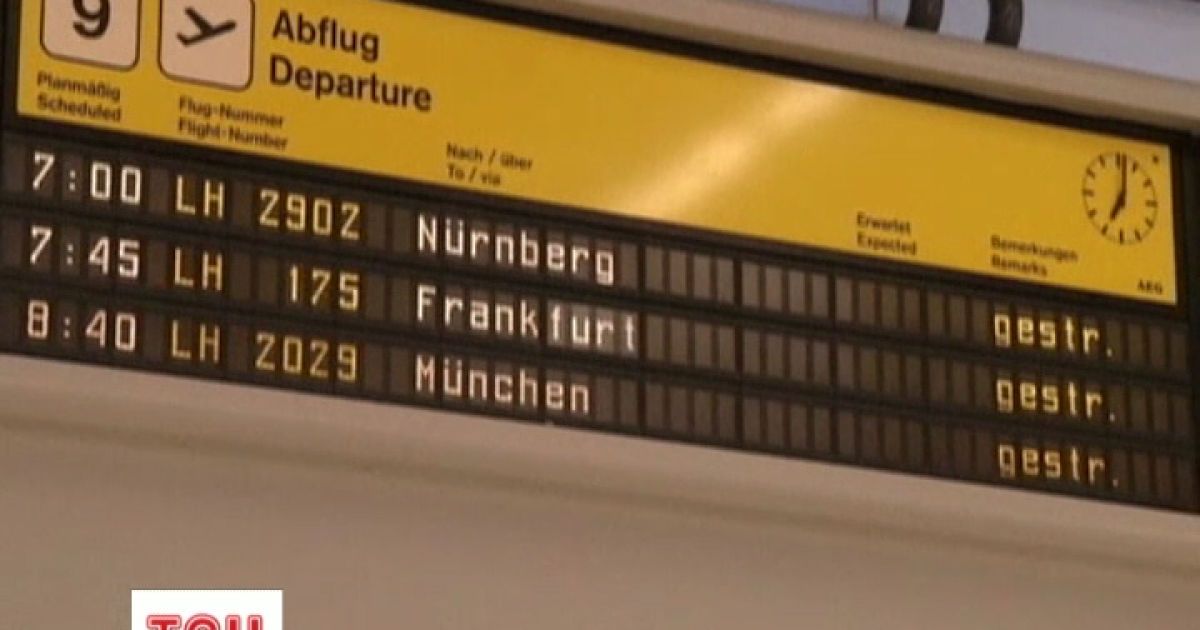 9
Abflug
Departure
Planmäßig
Scheduled
Flug-Nummer
Flight-Number
Nach / über
To / via
Erwartet
Expected
Bemerkungen
Remarks
AEG
7:00 LH 2902 Nürnberg gestr.
7:45 LH 175 Frankfurt gestr.
8:40 LH 2029 München gestr.
ТСН